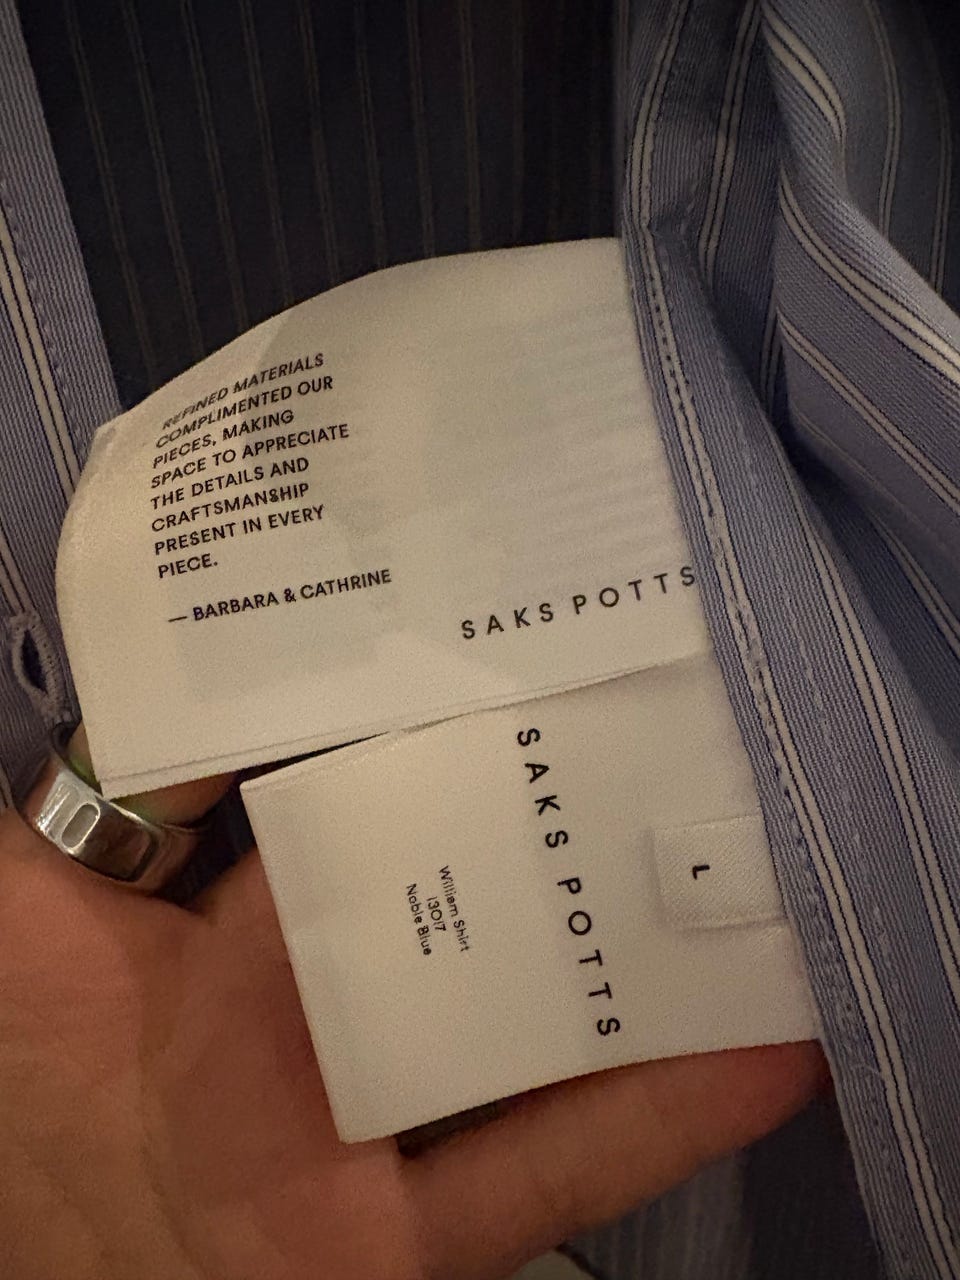 REFINED MATERIALS
COMPLIMENTED OUR
PIECES, MAKING
SPACE TO APPRECIATE
THE DETAILS AND
CRAFTSMANSHIP
PRESENT IN EVERY
PIECE.
— BARBARA & CATHRINE
SAKS POTTS
L
SAKS POTTS
William Shirt
13017
Noble Blue